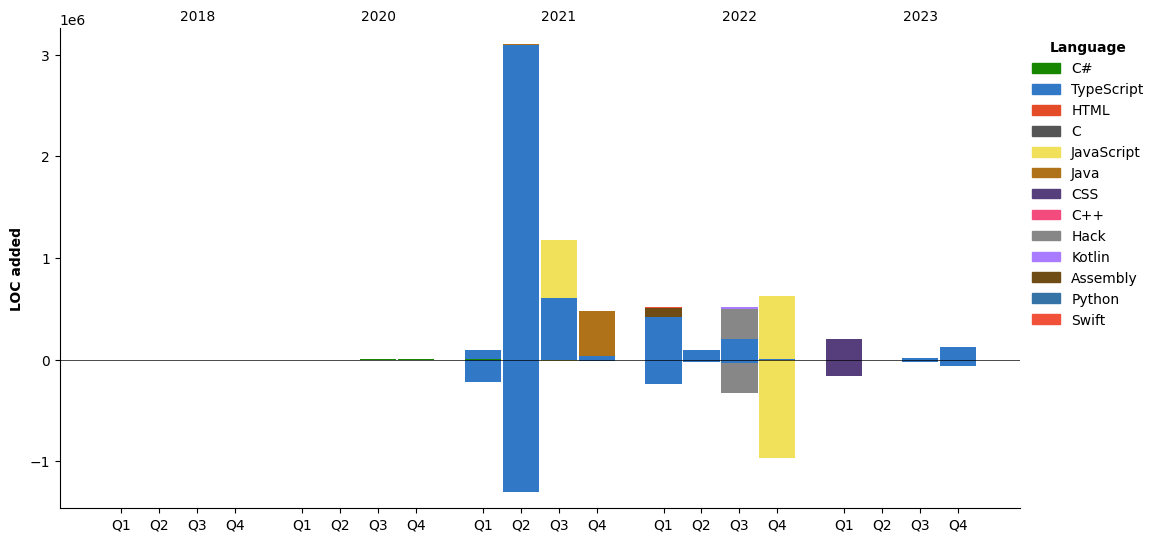 1e6
2018 2020 2021 2022 2023
Language
C#
TypeScript
HTML
C
JavaScript
Java
CSS
C++
Hack
Kotlin
Assembly
Python
Swift
LOC added
3
2
1
0
−1
Q1 Q2 Q3 Q4 Q1 Q2 Q3 Q4 Q1 Q2 Q3 Q4 Q1 Q2 Q3 Q4 Q1 Q2 Q3 Q4